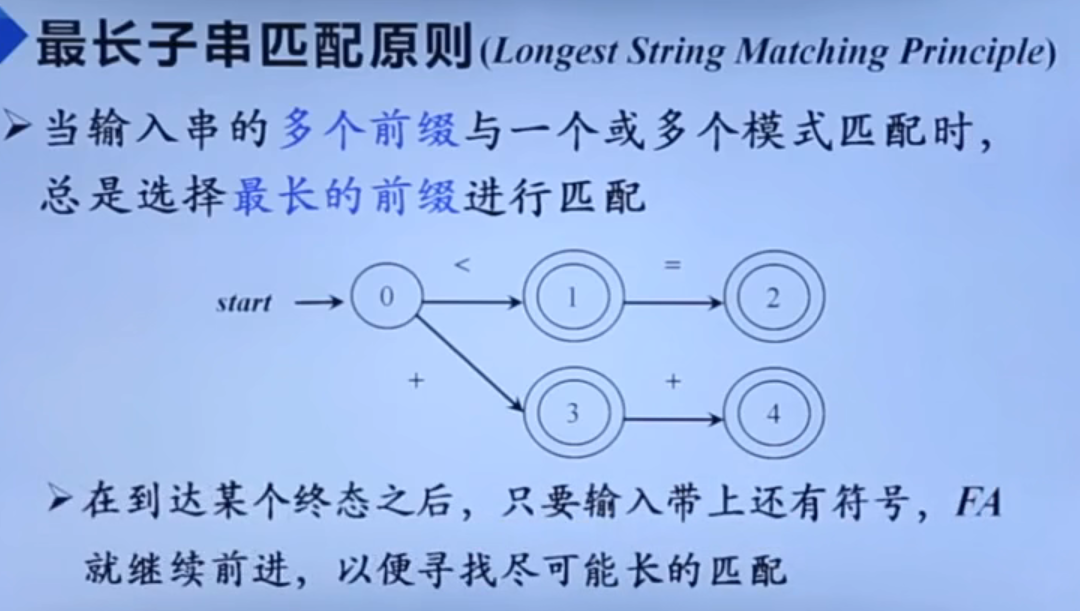 最长子串匹配原则(Longest String Matching Principle)
当输入串的多个前缀与一个或多个模式匹配时，
总是选择最长的前缀进行匹配
< =
start 0 1 2
+ +
3 4
在到达某个终态之后，只要输入带上还有符号，FA
就继续前进，以便寻找尽可能长的匹配